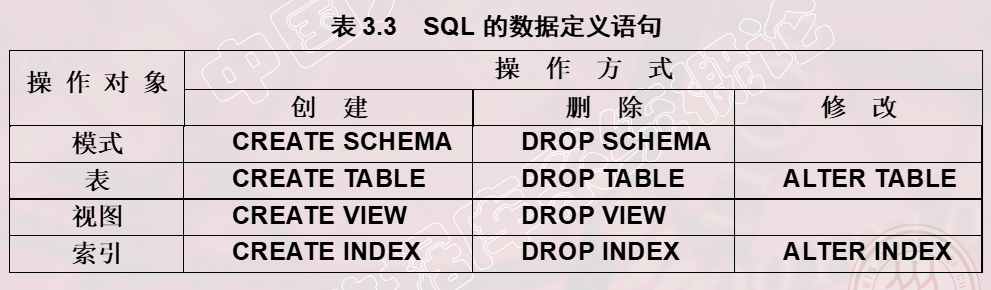 表 3.3 SQL 的数据定义语句
操 作 对 象
操 作 方 式
创 建 删 除 修 改
模式 CREATE SCHEMA DROP SCHEMA
表 CREATE TABLE DROP TABLE ALTER TABLE
视图 CREATE VIEW DROP VIEW
索引 CREATE INDEX DROP INDEX ALTER INDEX